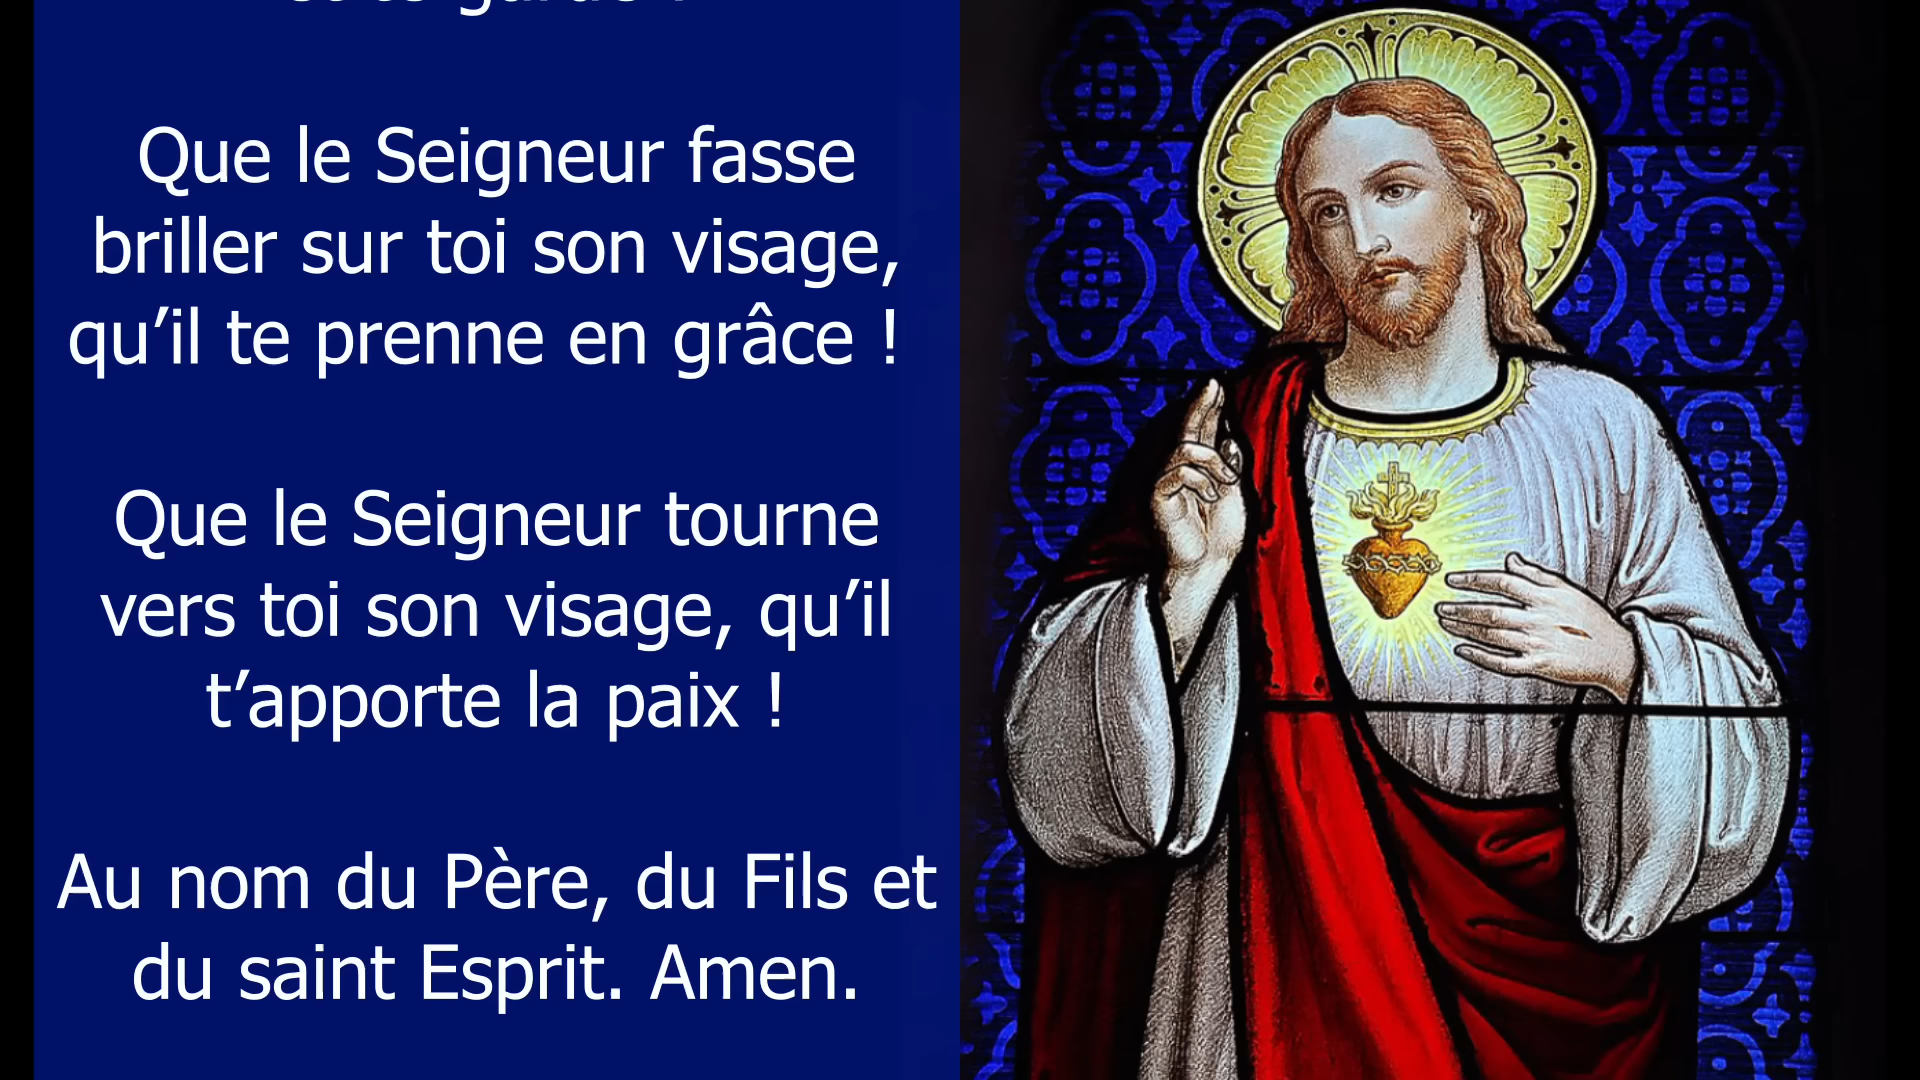 Que le Seigneur fasse
briller sur toi son visage,
qu’il te prenne en grâce !
Que le Seigneur tourne
vers toi son visage, qu’il
t’apporte la paix !
Au nom du Père, du Fils et
du saint Esprit. Amen.